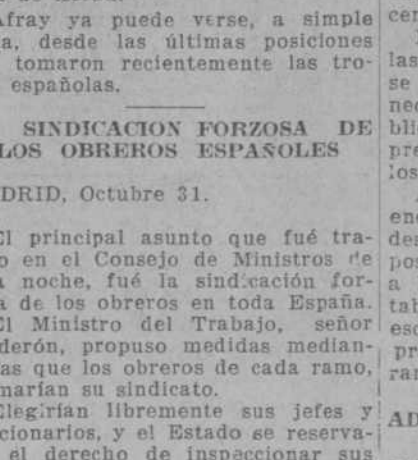 Afray ya puede verse, a simple
a, desde las últimas posiciones
tomaron recientemente las tro-
españolas.
SINDICACION FORZOSA DE
LOS OBREROS ESPAÑOLES
DRID, Octubre 31.
El principal asunto que fué tra-
o en el Consejo de Ministros de
a noche, fué la sindicación for-
a de los obreros en toda España.
El Ministro del Trabajo, señor
derón, propuso medidas median-
as que los obreros de cada ramo,
marían su sindicato.
Elegirían libremente sus jefes y
cionarios, y el Estado se reserva-
el derecho de inspeccionar sus
cer
las
se
nec
bli
pre
los
enc
des
pos
a
tab
esc
pr
ran
AD